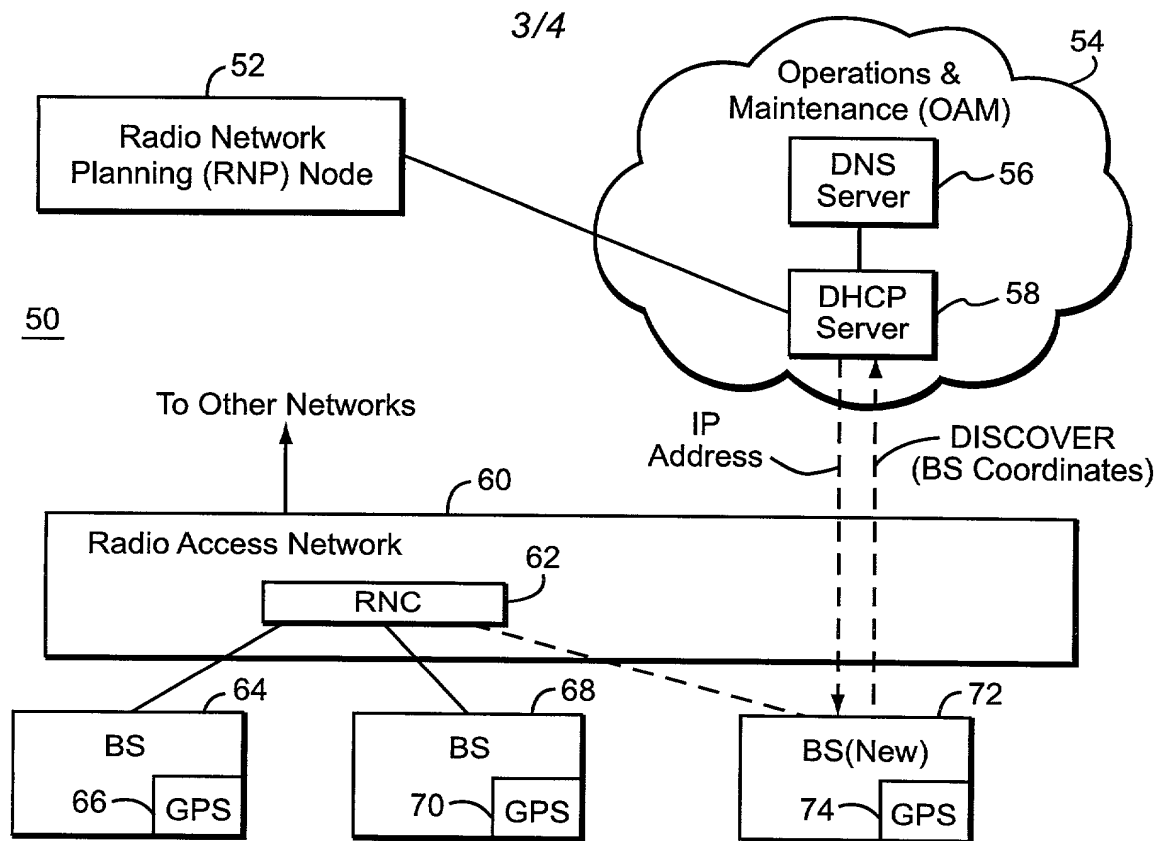 3/4
52
Radio Network
Planning (RNP) Node
54
Operations &
Maintenance (OAM)
DNS
Server
56
DHCP
Server
58
50
To Other Networks
IP
Address
DISCOVER
(BS Coordinates)
60
Radio Access Network
62
RNC
64
BS
66
GPS
68
BS
70
GPS
72
BS(New)
74
GPS